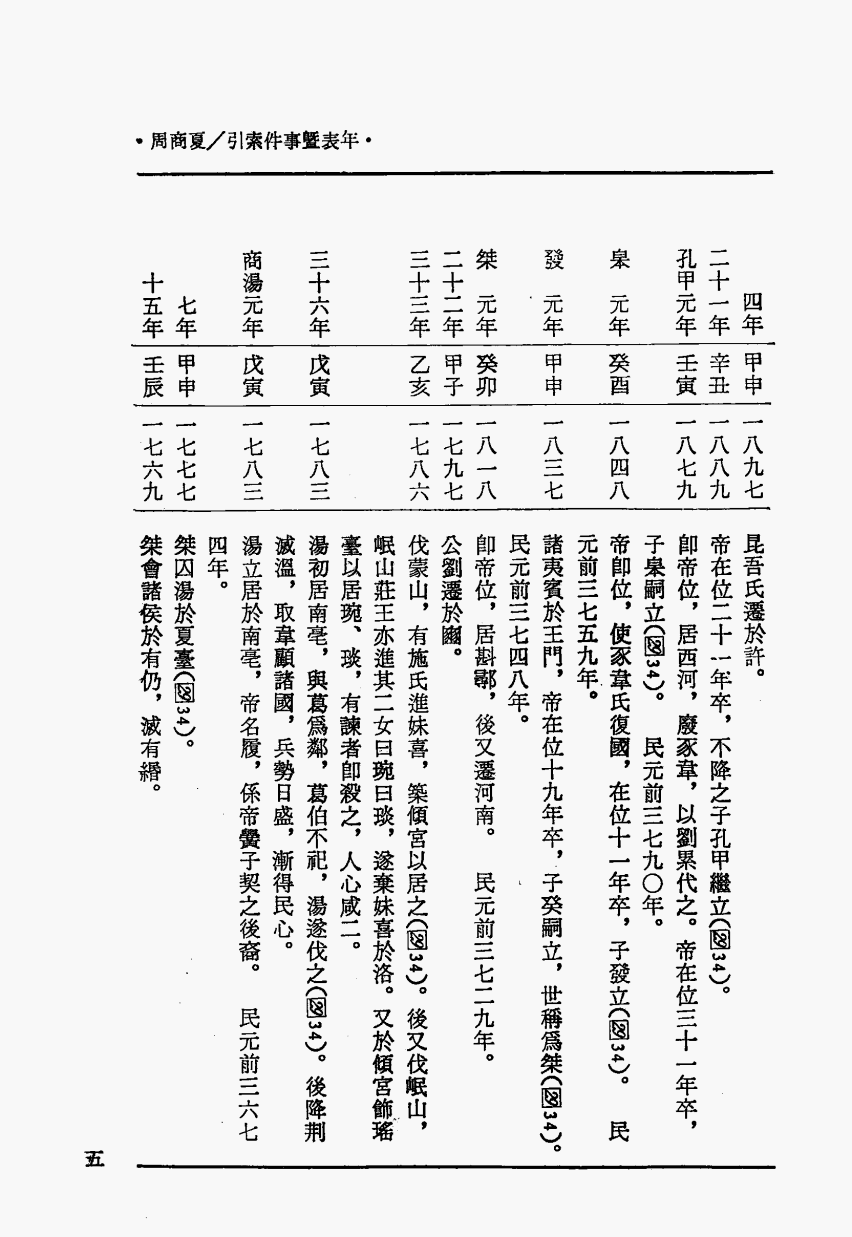 •年表暨事件索引／夏商周•
四年 甲申 一八九七 昆吾氏遷於許。
二十一年 辛丑 一八八九 帝在位二十一年卒，不降之子孔甲繼立(圖34)。
孔甲元年 壬寅 一八七九 卽帝位，居西河，廢豕韋，以劉累代之。帝在位三十一年卒，
子皐嗣立(圖34)。 民元前三七九〇年。
皐 元年 癸酉 一八四八 帝卽位，使豕韋氏復國，在位十一年卒，子發立(圖34)。 民
元前三七五九年。
發 元年 甲申 一八三七 諸夷賓於王門，帝在位十九年卒，子癸嗣立，世稱爲桀(圖34)。
民元前三七四八年。
桀 元年 癸卯 一八一八 卽帝位，居斟鄩，後又遷河南。 民元前三七二九年。
二十二年 甲子 一七九七 公劉遷於豳。
三十三年 乙亥 一七八六 伐蒙山，有施氏進妹喜，築傾宮以居之(圖34)。後又伐岷山，
岷山莊王亦進其二女曰琬曰琰，遂棄妹喜於洛。又於傾宮飾瑤
臺以居琬、琰，有諫者卽殺之，人心咸二。
三十六年 戊寅 一七八三 湯初居南亳，與葛爲鄰，葛伯不祀，湯遂伐之(圖34)。後降荆
滅溫，取韋顧諸國，兵勢日盛，漸得民心。
商湯元年 戊寅 一七八三 湯立居於南亳，帝名履，係帝嚳子契之後裔。 民元前三六七
四年。
七年 甲申 一七七七 桀囚湯於夏臺(圖34)。
十五年 壬辰 一七六九 桀會諸侯於有仍，滅有緡。
五